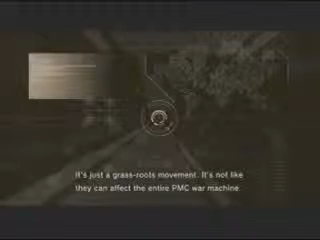 It's just a grass-roots movement. It's not like
they can affect the entire PMC war machine.